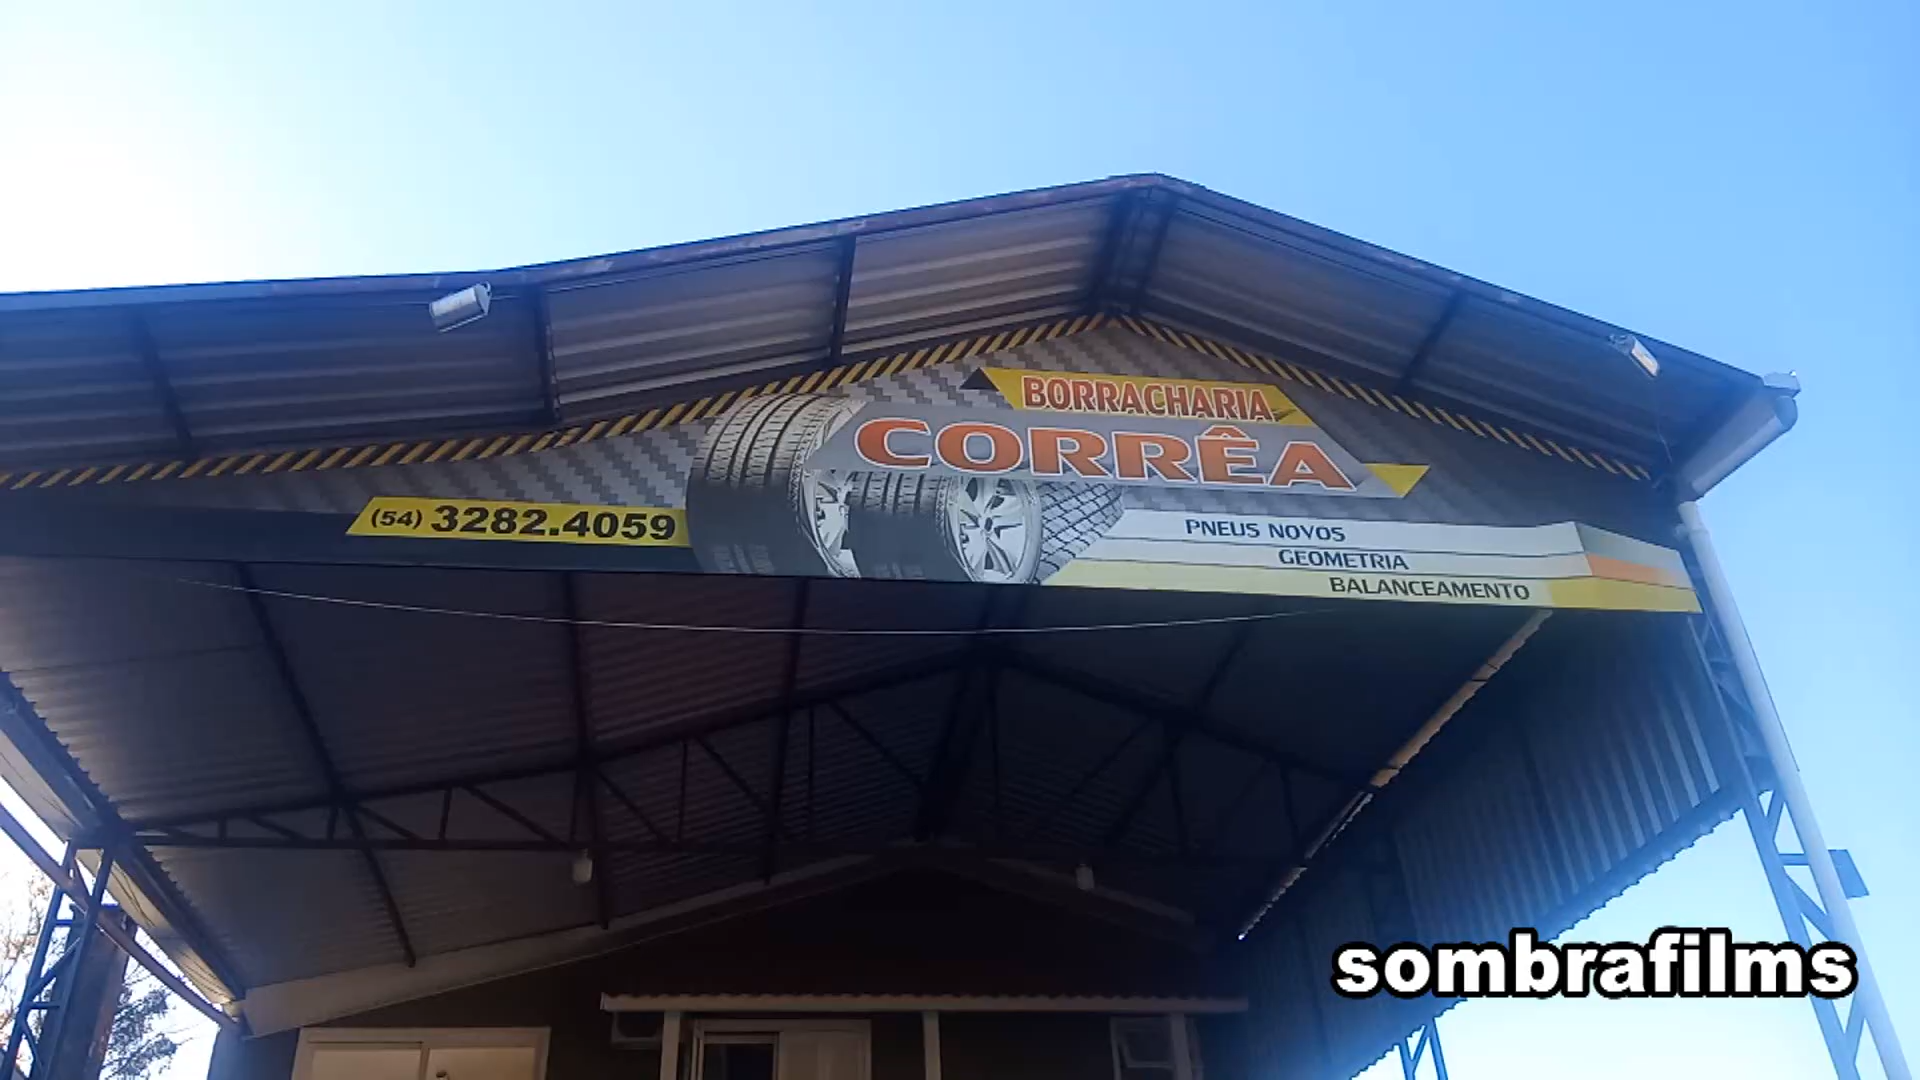 BORRACHARIA
CORRÊA
(54) 3282.4059
PNEUS NOVOS
GEOMETRIA
BALANCEAMENTO
sombrafilms